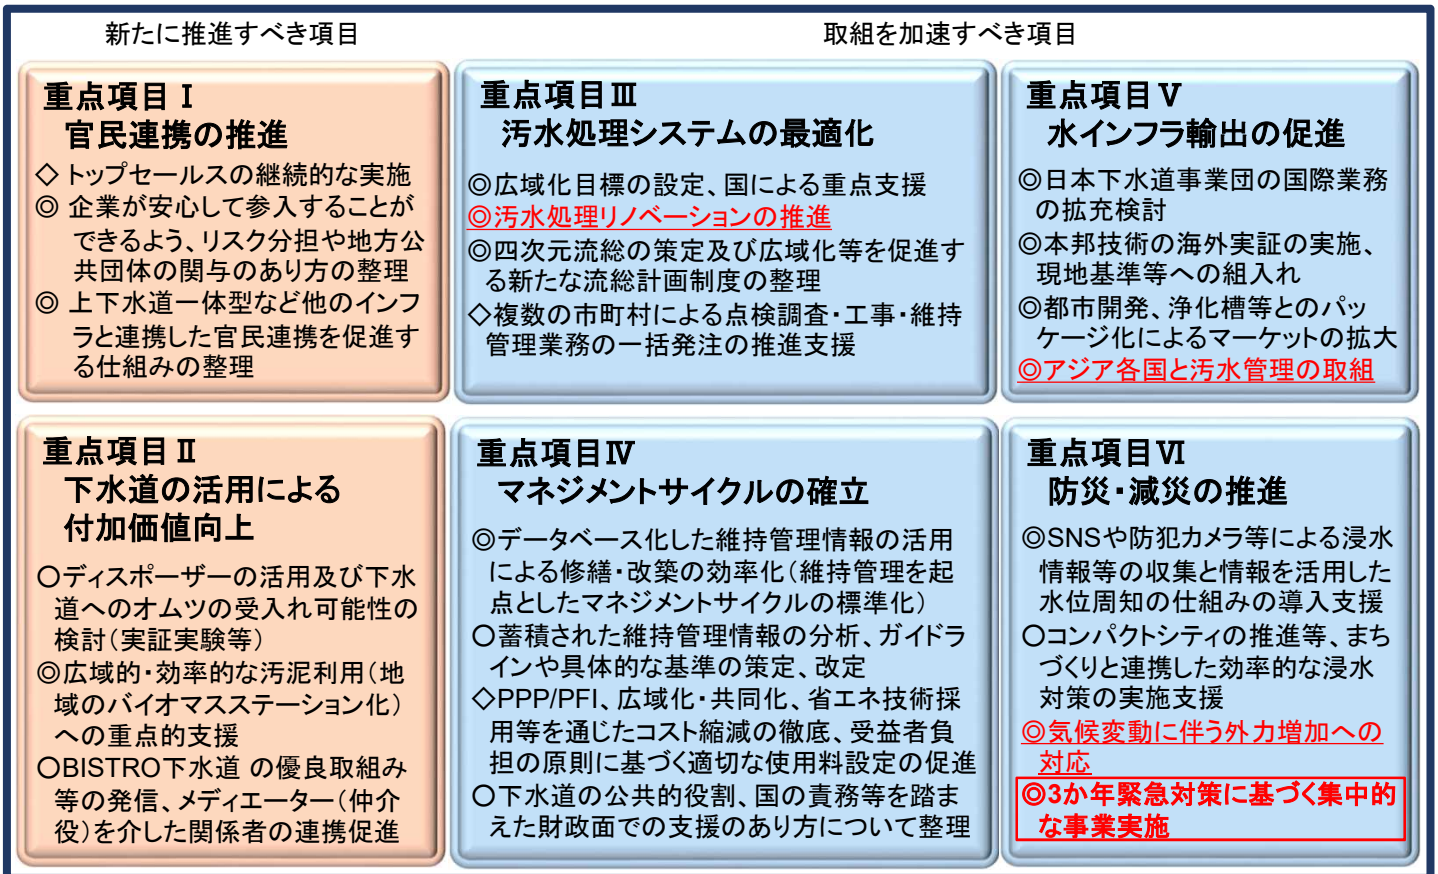 新たに推進すべき項目
取組を加速すべき項目
重点項目Ⅰ
官民連携の推進
◇ トップセールスの継続的な実施
◎ 企業が安心して参入することが
できるよう、リスク分担や地方公
共団体の関与のあり方の整理
◎ 上下水道一体型など他のインフ
ラと連携した官民連携を促進す
る仕組みの整理
重点項目Ⅱ
下水道の活用による
付加価値向上
○ディスポーザーの活用及び下水
道へのオムツの受入れ可能性の
検討(実証実験等)
◎広域的・効率的な汚泥利用(地
域のバイオマスステーション化)
への重点的支援
○BISTRO下水道 の優良取組み
等の発信、メディエーター(仲介
役)を介した関係者の連携促進
重点項目Ⅲ
汚水処理システムの最適化
◎広域化目標の設定、国による重点支援
◎汚水処理リノベーションの推進
◎四次元流総の策定及び広域化等を促進す
る新たな流総計画制度の整理
◇複数の市町村による点検調査・工事・維持
管理業務の一括発注の推進支援
重点項目Ⅳ
マネジメントサイクルの確立
◎データベース化した維持管理情報の活用
による修繕・改築の効率化(維持管理を起
点としたマネジメントサイクルの標準化)
○蓄積された維持管理情報の分析、ガイドラ
インや具体的な基準の策定、改定
◇PPP/PFI、広域化・共同化、省エネ技術採
用等を通じたコスト縮減の徹底、受益者負
担の原則に基づく適切な使用料設定の促進
○下水道の公共的役割、国の責務等を踏ま
えた財政面での支援のあり方について整理
重点項目Ⅴ
水インフラ輸出の促進
◎日本下水道事業団の国際業務
の拡充検討
◎本邦技術の海外実証の実施、
現地基準等への組入れ
◎都市開発、浄化槽等とのパッ
ケージ化によるマーケットの拡大
◎アジア各国と汚水管理の取組
重点項目Ⅵ
防災・減災の推進
◎SNSや防犯カメラ等による浸水
情報等の収集と情報を活用した
水位周知の仕組みの導入支援
○コンパクトシティの推進等、まち
づくりと連携した効率的な浸水
対策の実施支援
◎気候変動に伴う外力増加への
対応
◎3か年緊急対策に基づく集中的
な事業実施